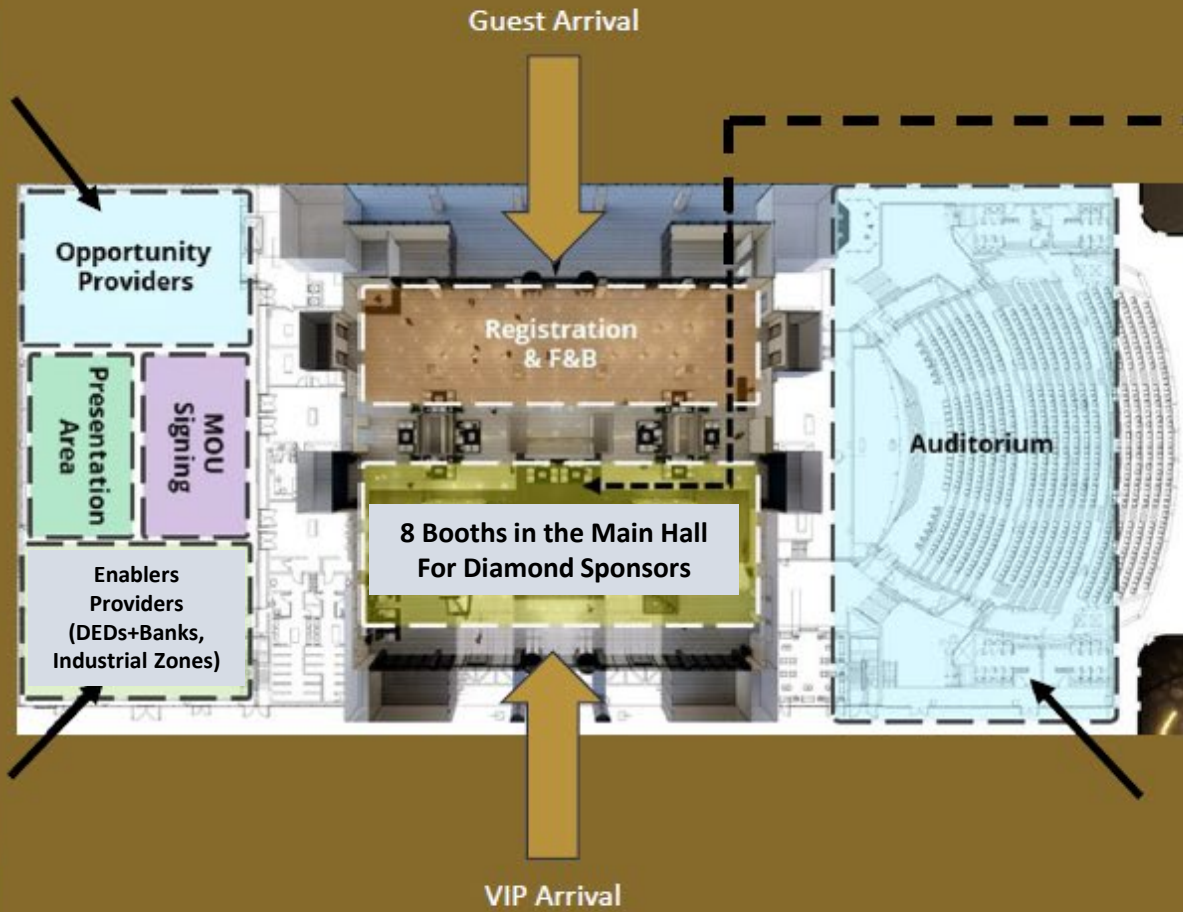 Guest Arrival
Opportunity
Providers
Registration
& F&B
Presentation
Area
MOU
Signing
Auditorium
8 Booths in the Main Hall
For Diamond Sponsors
Enablers
Providers
(DEDs+Banks,
Industrial Zones)
VIP Arrival